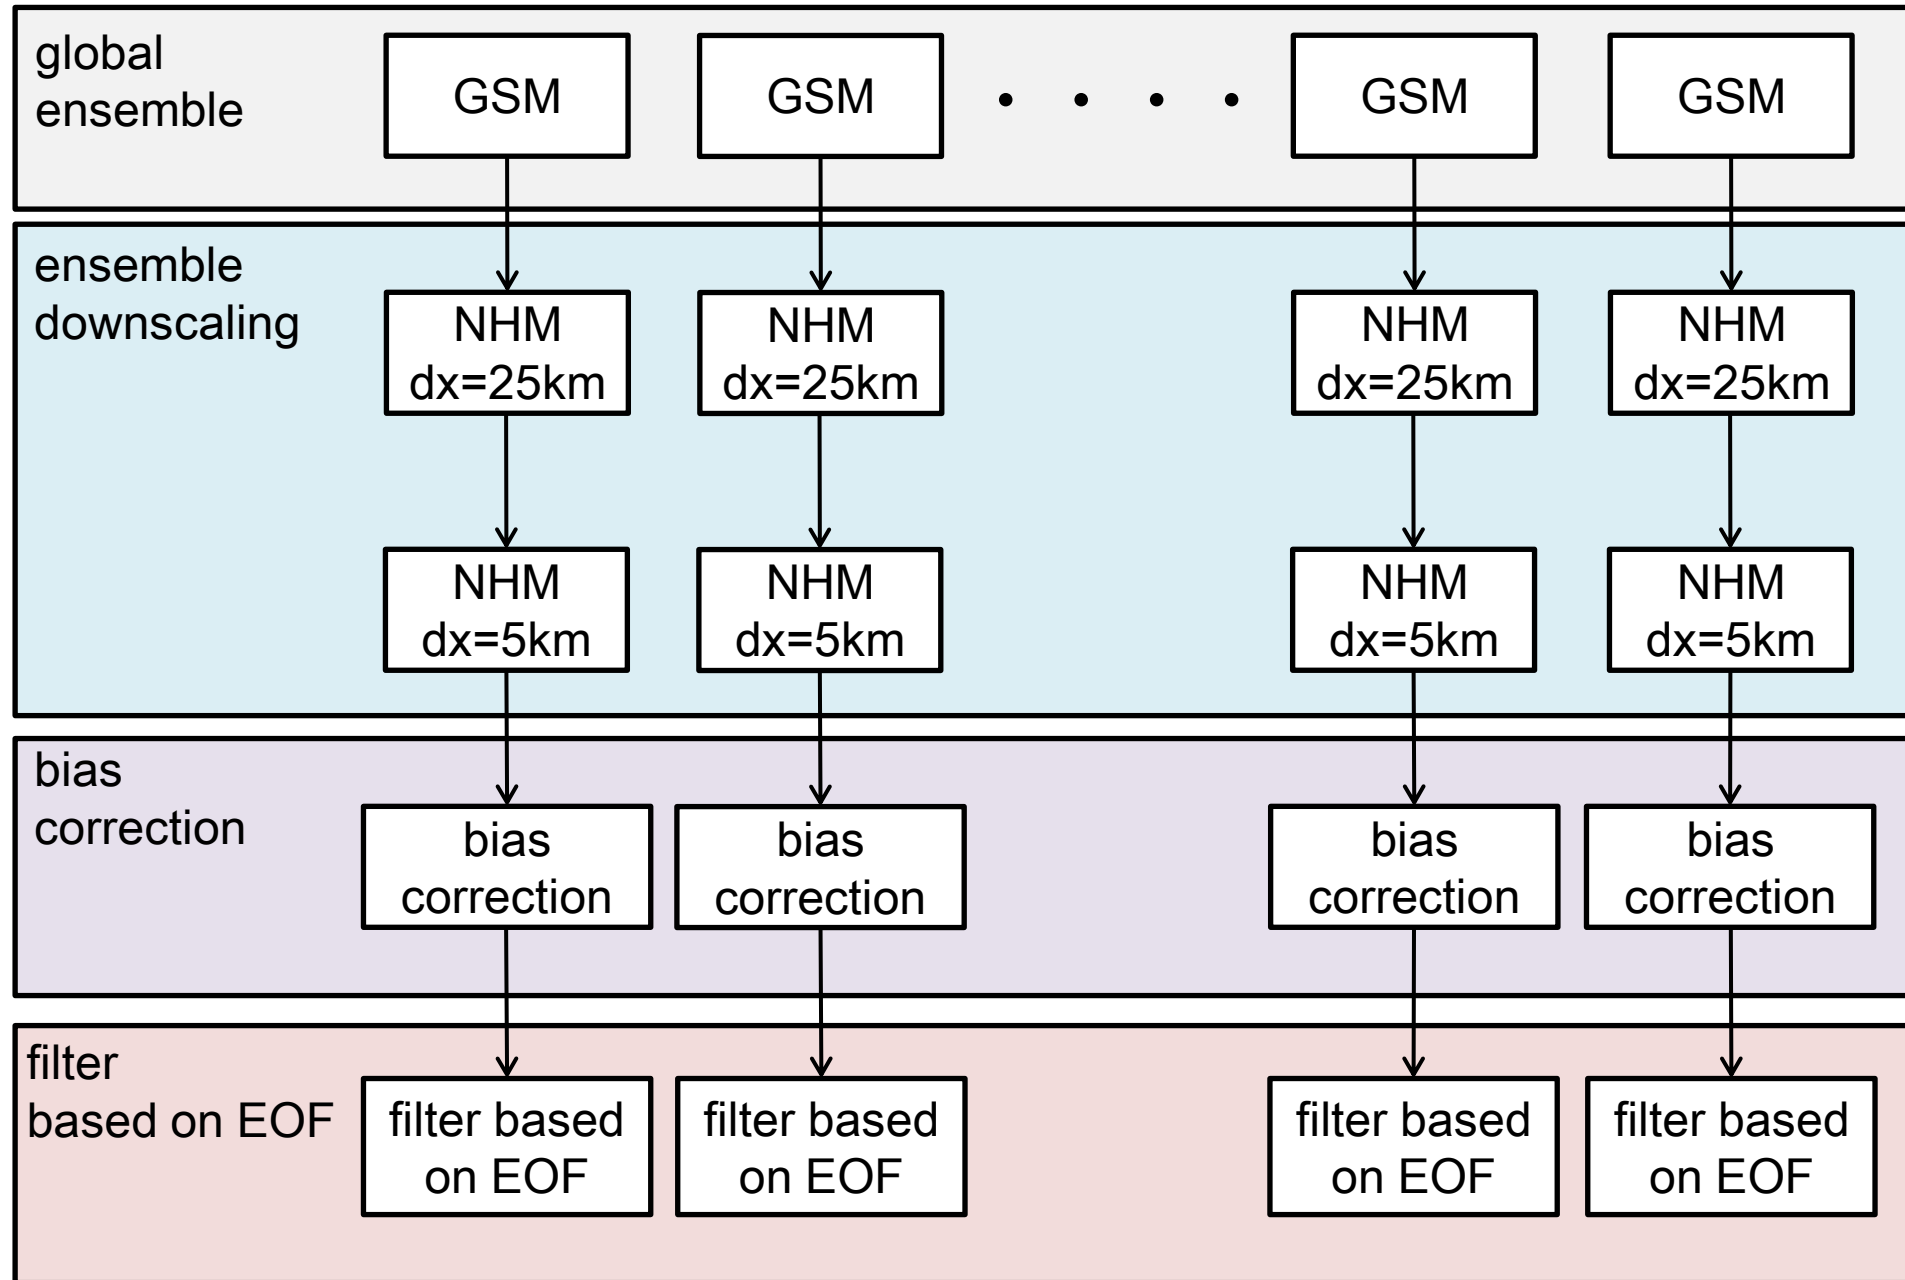 global
ensemble
GSM
GSM
• • • •
GSM
GSM
ensemble
downscaling
NHM
dx=25km
NHM
dx=25km
NHM
dx=25km
NHM
dx=25km
NHM
dx=5km
NHM
dx=5km
NHM
dx=5km
NHM
dx=5km
bias
correction
bias
correction
bias
correction
bias
correction
bias
correction
filter
based on EOF
filter based
on EOF
filter based
on EOF
filter based
on EOF
filter based
on EOF